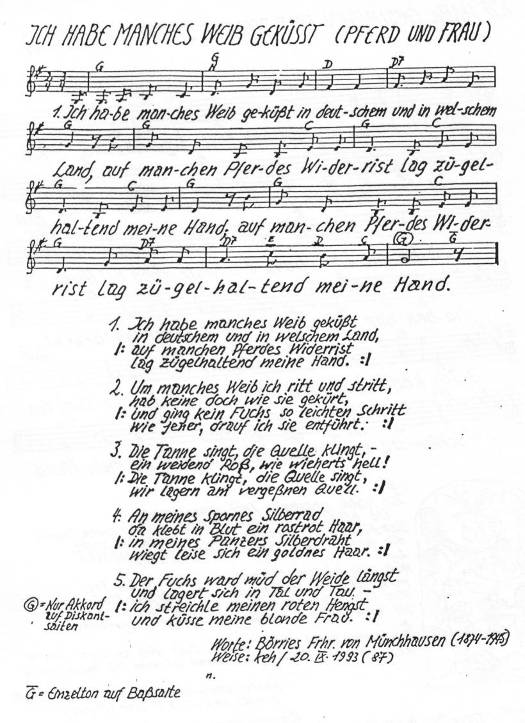 ICH HABE MANCHES WEIB GEKÜSST (PFERD UND FRAU)
G G A D D7
1. Ich ha-be man-ches Weib ge-küßt in deut-schem und in wel-schem
G G C G C
Land, auf man-chen Pfer-des Wi-der-rist lag zü-gel-
G C G C
hal-tend mei-ne Hand, auf man-chen Pfer-des Wi-der-
G D7 D7 E D C G G
rist lag zü-gel-hal-tend mei-ne Hand.
1. Ich habe manches Weib geküßt
in deutschem und in welschem Land,
|: auf manchen Pferdes Widerrist
lag zügelhaltend meine Hand. :|
2. Um manches Weib ich ritt und stritt,
hab keine doch wie sie gekürt,
|: und ging kein Fuchs so leichten Schritt
wie jener, drauf ich sie entführt. :|
3. Die Tanne singt, die Quelle klingt, -
ein weidend Roß, wie wieherts hell!
|: Die Tanne klingt, die Quelle singt,
wir lagern am vergeßnen Quell. :|
4. An meines Spornes Silberrad
da klebt in Blut ein rostrot Haar,
|: in meines Panzers Silberdraht
wiegt leise sich ein goldnes Haar. :|
5. Der Fuchs ward müd der Weide längst
und lagert sich in Tal und Tau. -
|: ich streichle meinen roten Hengst
und küsse meine blonde Frau. :|
G = Nur Akkord
auf Diskant-
saiten
Worte: Börries Frhr. von Münchhausen (1874-1945)
Weise: keh / 20. IX. 1993 (87)
n.
G = Einzelton auf Baßsaite